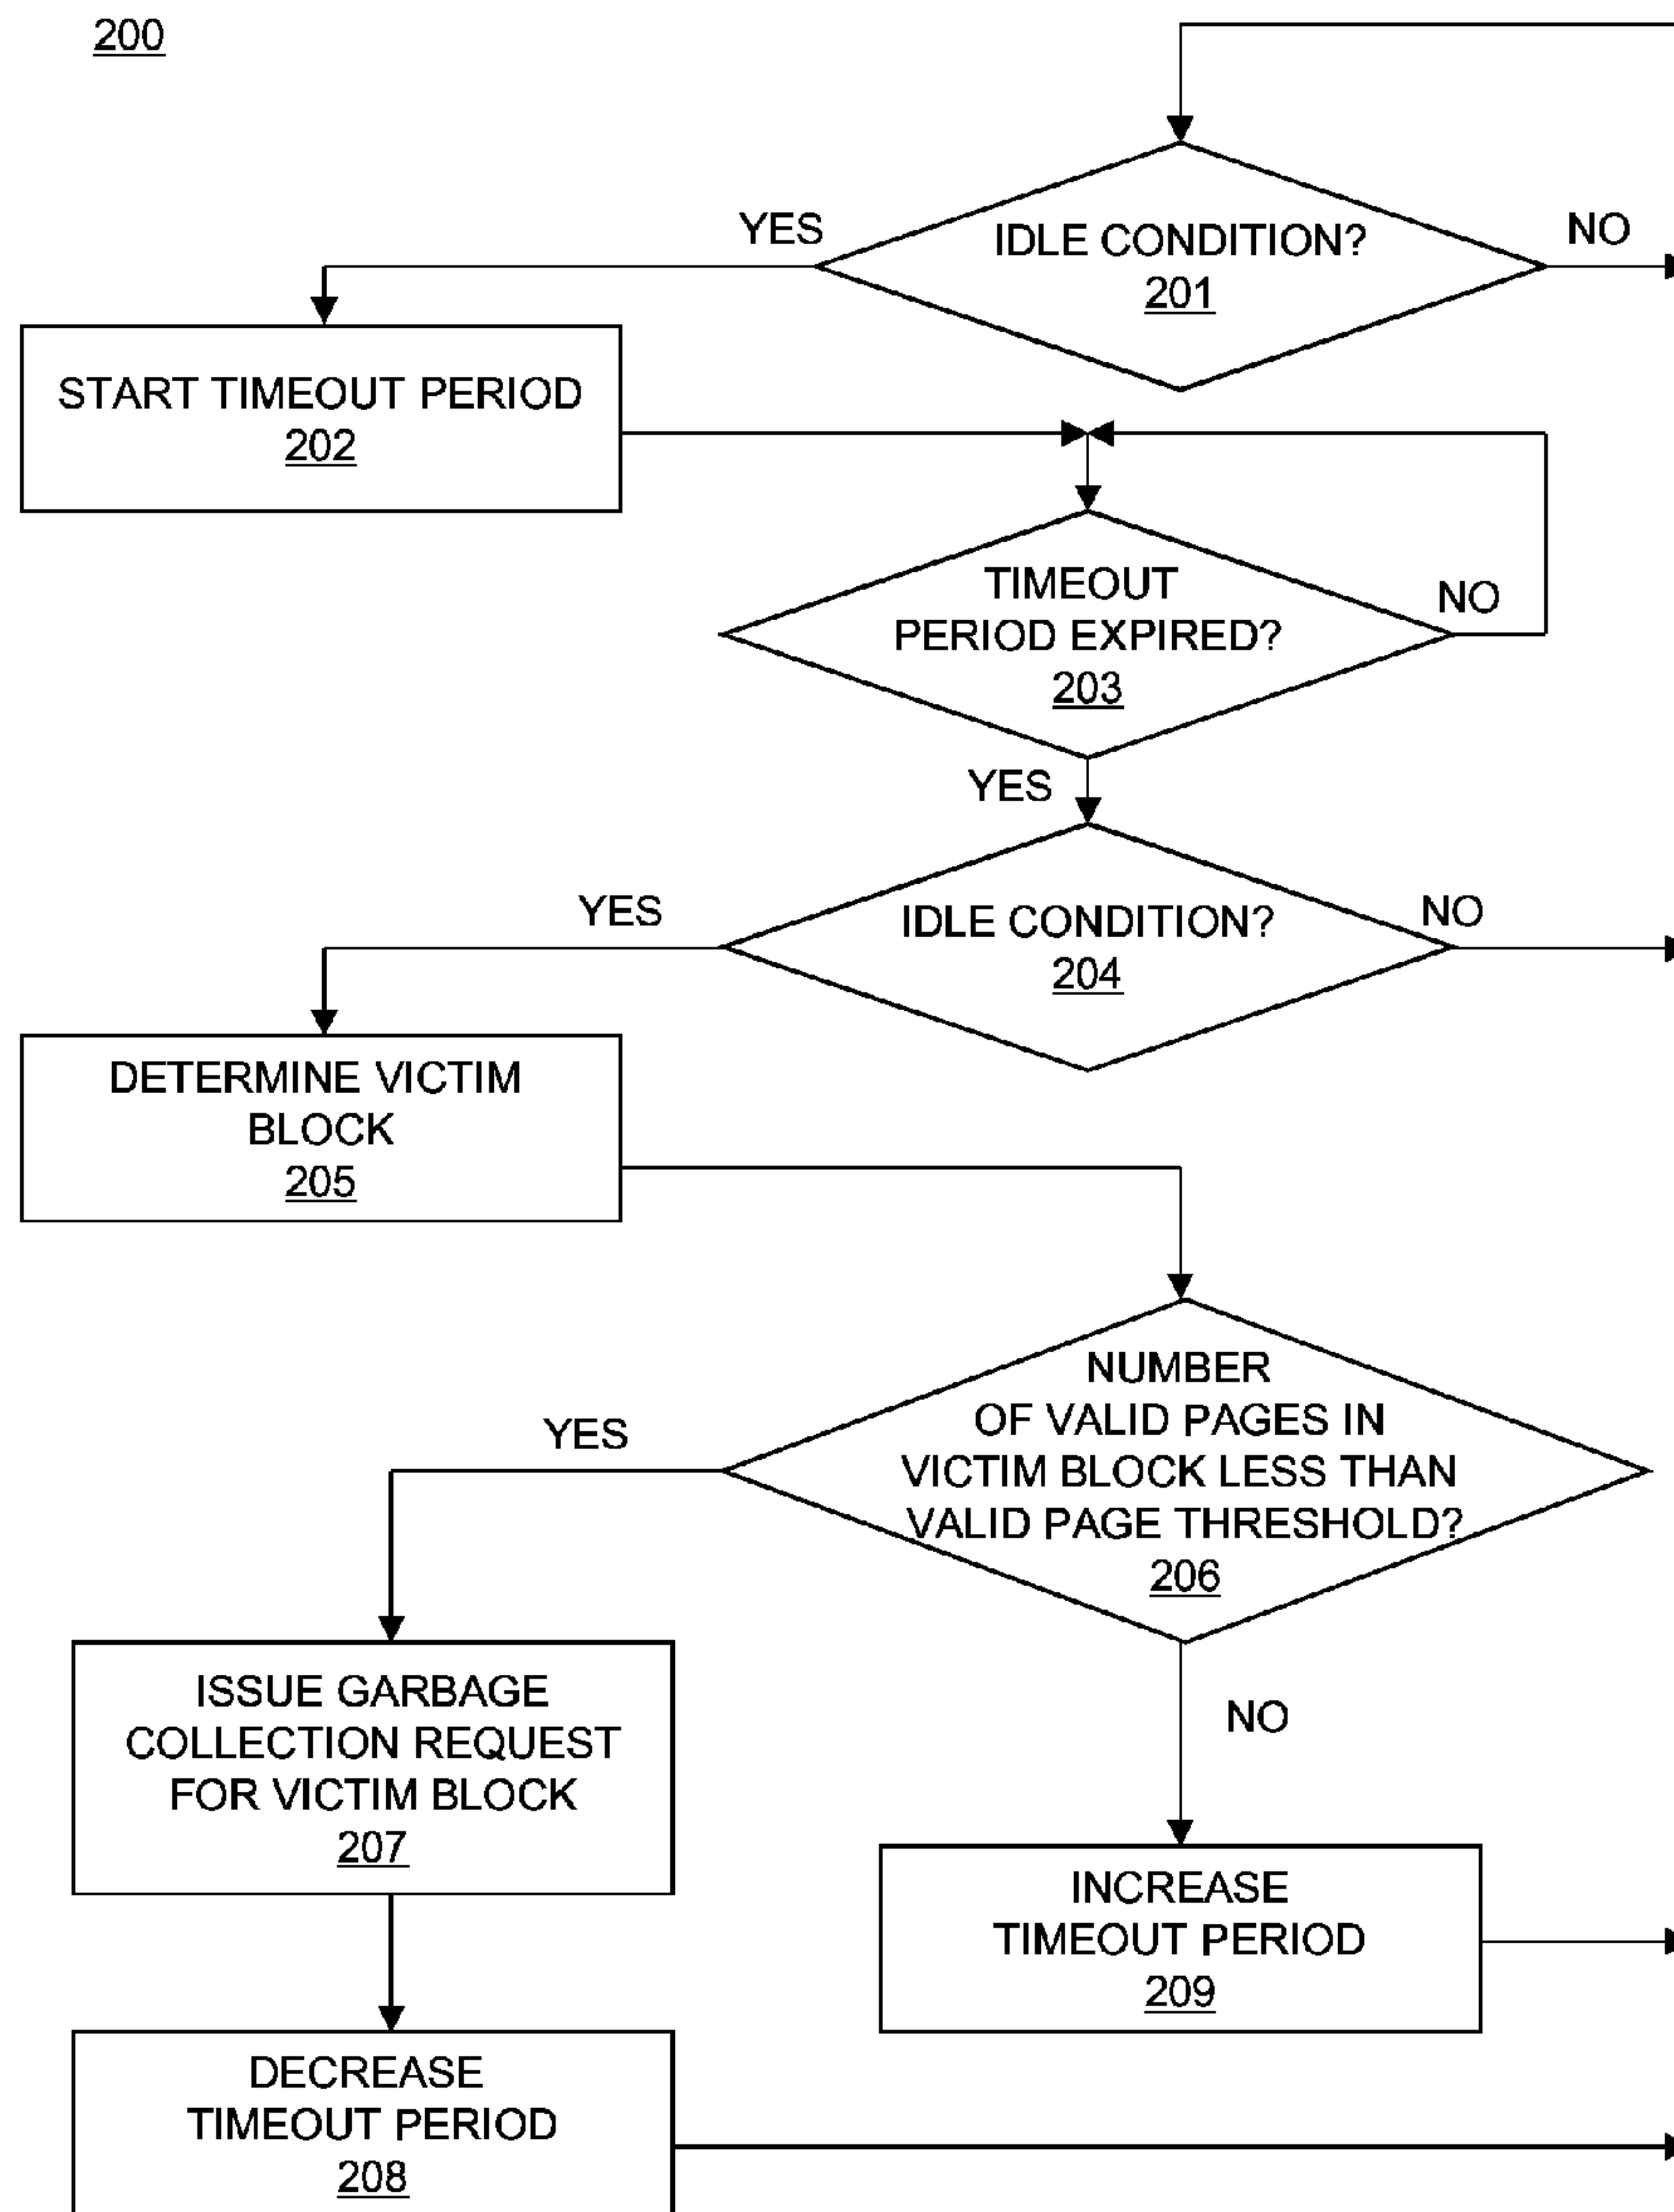 200
IDLE CONDITION?
201
YES
NO
START TIMEOUT PERIOD
202
TIMEOUT
PERIOD EXPIRED?
203
NO
YES
IDLE CONDITION?
204
YES
NO
DETERMINE VICTIM
BLOCK
205
NUMBER
OF VALID PAGES IN
VICTIM BLOCK LESS THAN
VALID PAGE THRESHOLD?
206
YES
NO
ISSUE GARBAGE
COLLECTION REQUEST
FOR VICTIM BLOCK
207
INCREASE
TIMEOUT PERIOD
209
DECREASE
TIMEOUT PERIOD
208